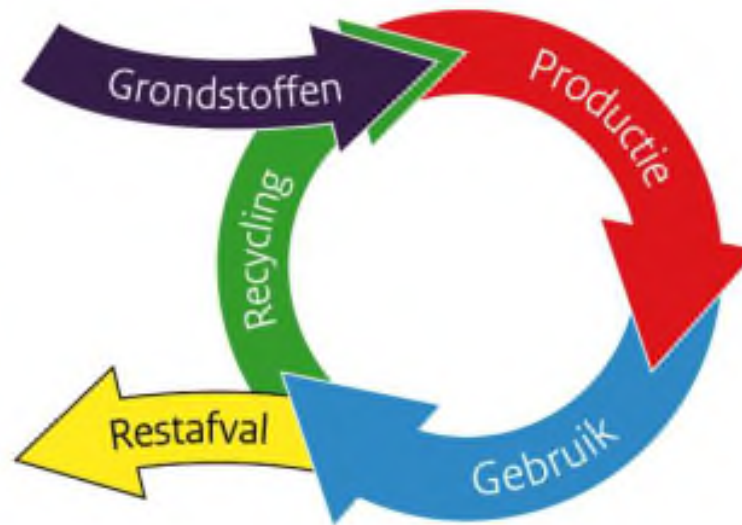 Grondstoffen
Productie
Gebruik
Recycling
Restafval